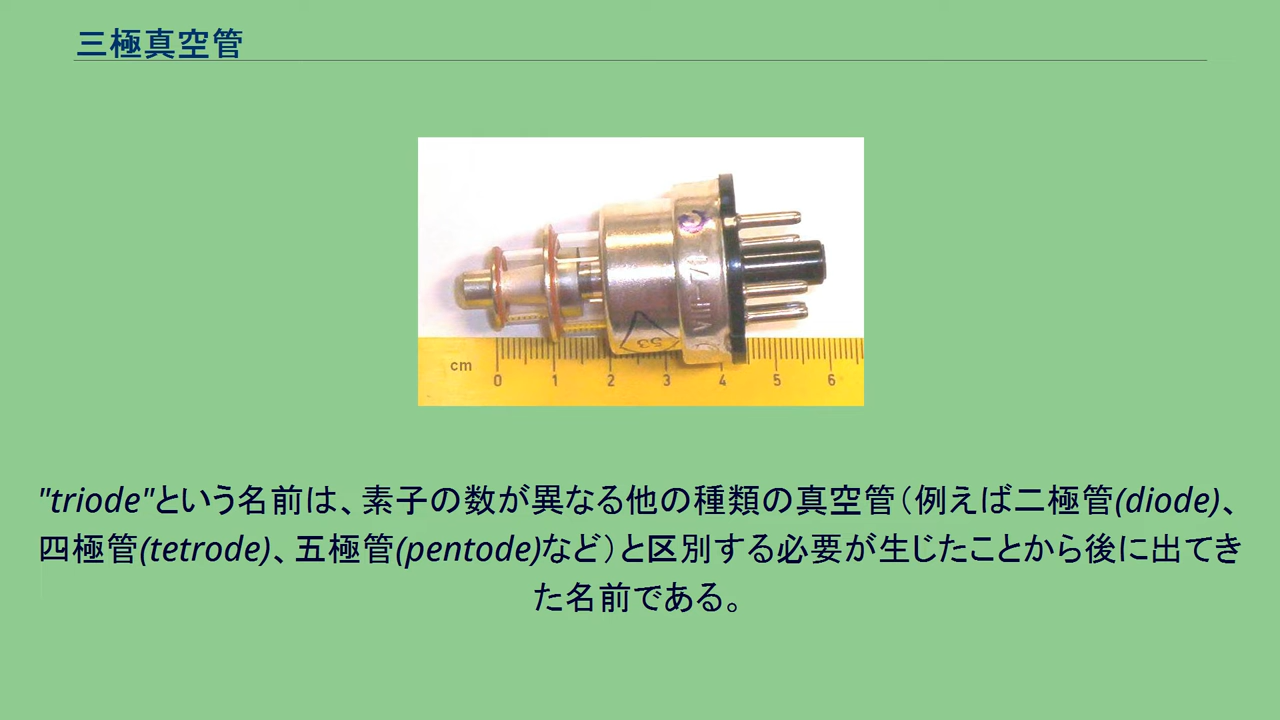 三極真空管
cm
0 1 2 3 4 5 6
53
"triode"という名前は、素子の数が異なる他の種類の真空管（例えば二極管(diode)、
四極管(tetrode)、五極管(pentode)など）と区別する必要が生じたことから後に出てき
た名前である。